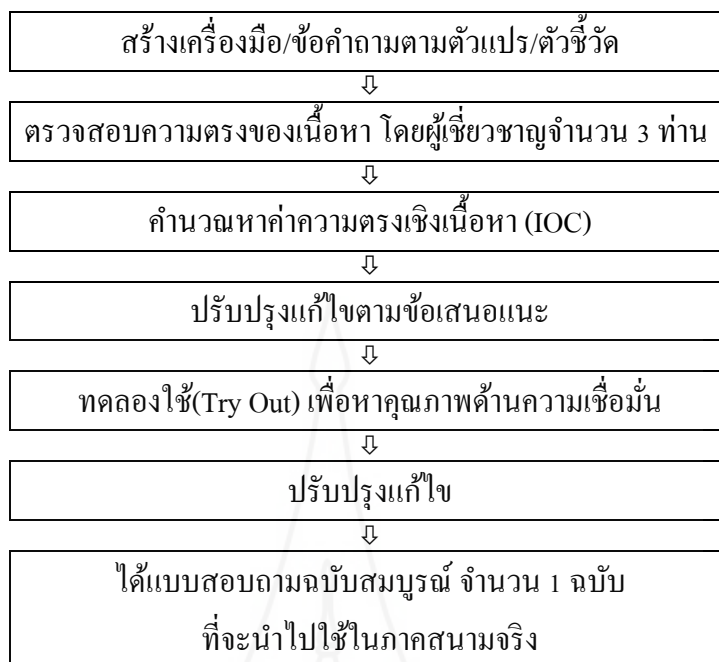 สร้างเครื่องมือ/ข้อคำถามตามตัวแปร/ตัวชี้วัด
⇩
ตรวจสอบความตรงของเนื้อหา โดยผู้เชี่ยวชาญจำนวน 3 ท่าน
⇩
คำนวณหาค่าความตรงเชิงเนื้อหา (IOC)
⇩
ปรับปรุงแก้ไขตามข้อเสนอแนะ
⇩
ทดลองใช้(Try Out) เพื่อหาคุณภาพด้านความเชื่อมั่น
⇩
ปรับปรุงแก้ไข
⇩
ได้แบบสอบถามฉบับสมบูรณ์ จำนวน 1 ฉบับ
ที่จะนำไปใช้ในภาคสนามจริง